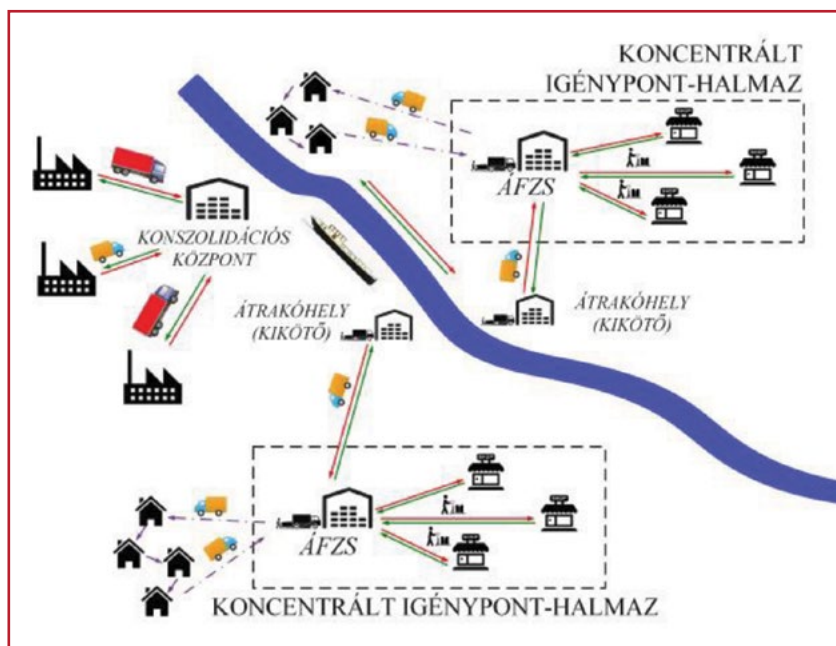 KONCENTRÁLT
IGÉNYPONT-HALMAZ
ÁFZS
KONSZOLIDÁCIÓS
KÖZPONT
ÁTRAKÓHELY
(KIKÖTŐ)
ÁTRAKÓHELY
(KIKÖTŐ)
ÁFZS
KONCENTRÁLT IGÉNYPONT-HALMAZ